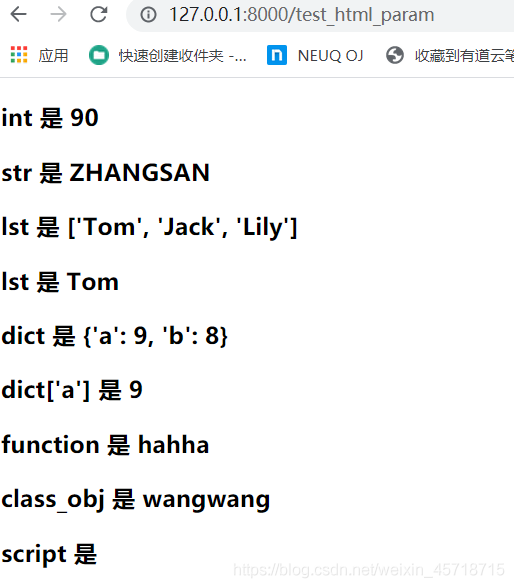 127.0.0.1:8000/test_html_param
应用 快速创建收件夹 -... NEUQ OJ 收藏到有道云笔
int 是 90
str 是 ZHANGSAN
lst 是 ['Tom', 'Jack', 'Lily']
lst 是 Tom
dict 是 {'a': 9, 'b': 8}
dict['a'] 是 9
function 是 hahha
class_obj 是 wangwang
script 是
https://blog.csdn.net/weixin_45718715